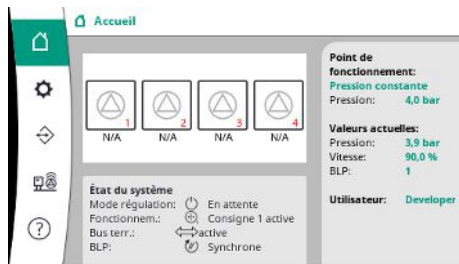 Accueil
1
2
3
4
N/A
N/A
N/A
N/A
État du système
Mode régulation: En attente
Fonctionnem.: Consigne 1 active
Bus terr.: active
BLP: Synchrone
Point de
fonctionnement:
Pression constante
Pression: 4,0 bar
Valeurs actuelles:
Pression: 3,9 bar
Vitesse: 90,0 %
BLP: 1
Utilisateur: Developer
?